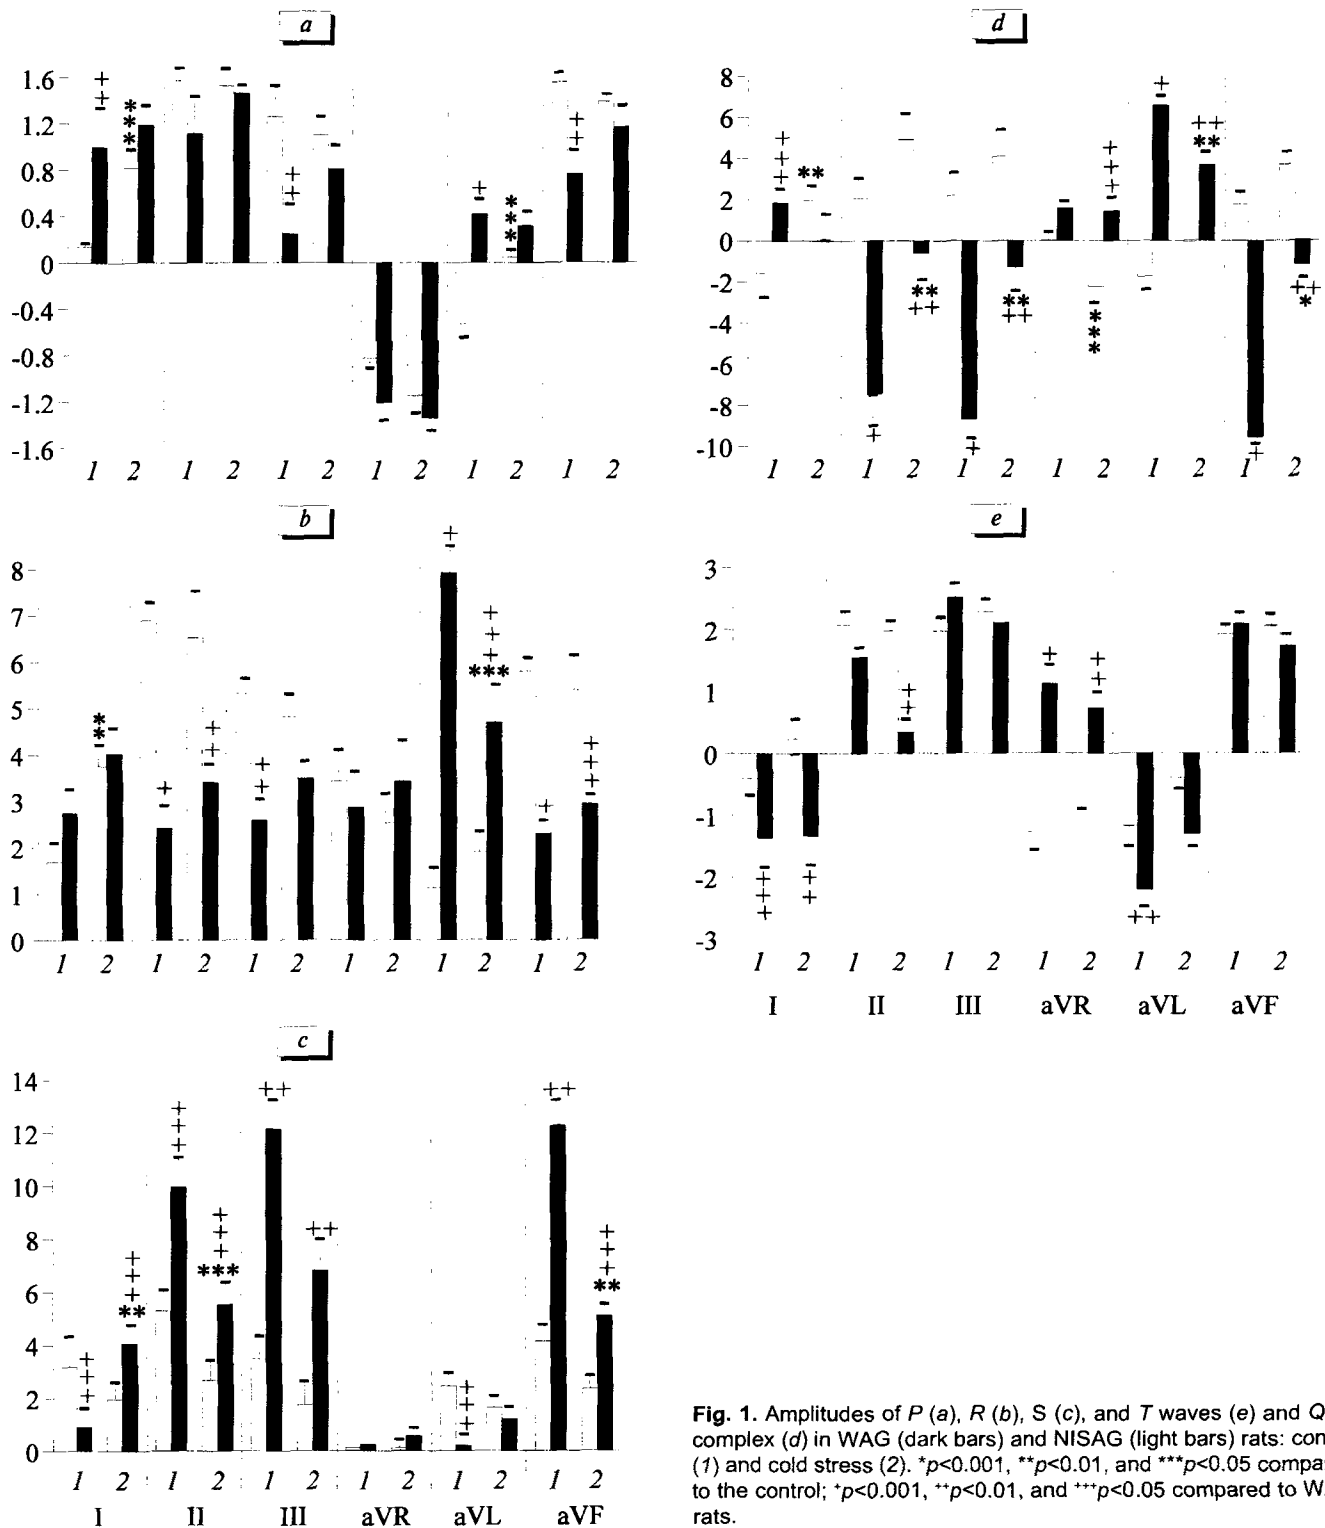 a
1.6
1.2
0.8
0.4
0
-0.4
-0.8
-1.2
-1.6
1 2 1 2 1 2 1 2 1 2 1 2
d
8
6
4
2
0
-2
-4
-6
-8
-10
1 2 1 2 1 2 1 2 1 2 1 2
b
8
7
6
5
4
3
2
1
0
1 2 1 2 1 2 1 2 1 2 1 2
e
3
2
1
0
-1
-2
-3
1 2 1 2 1 2 1 2 1 2 1 2
I II III aVR aVL aVF
c
14
12
10
8
6
4
2
0
1 2 1 2 1 2 1 2 1 2 1 2
I II III aVR aVL aVF
Fig. 1. Amplitudes of P (a), R (b), S (c), and T waves (e) and Q
complex (d) in WAG (dark bars) and NISAG (light bars) rats: con
(1) and cold stress (2). *p<0.001, **p<0.01, and ***p<0.05 compa
to the control; +p<0.001, ++p<0.01, and +++p<0.05 compared to W
rats.